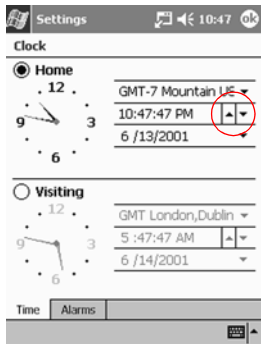 Settings 10:47 ok
Clock
Home
12
9 3
6
GMT-7 Mountain US
10:47:47 PM
6 /13/2001
Visiting
12
9 3
6
GMT London,Dublin
5 :47:47 AM
6 /14/2001
Time Alarms